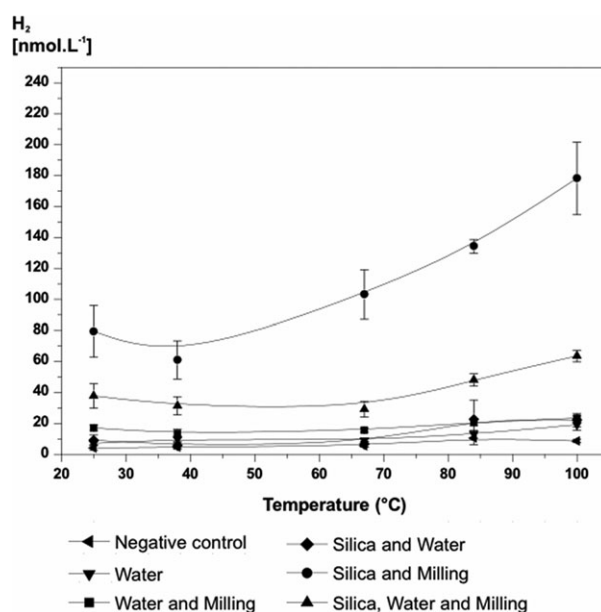 H₂
[nmol.L⁻¹]
240
220
200
180
160
140
120
100
80
60
40
20
0
20 30 40 50 60 70 80 90 100
Temperature (°C)
Negative control Silica and Water
Water Silica and Milling
Water and Milling Silica, Water and Milling